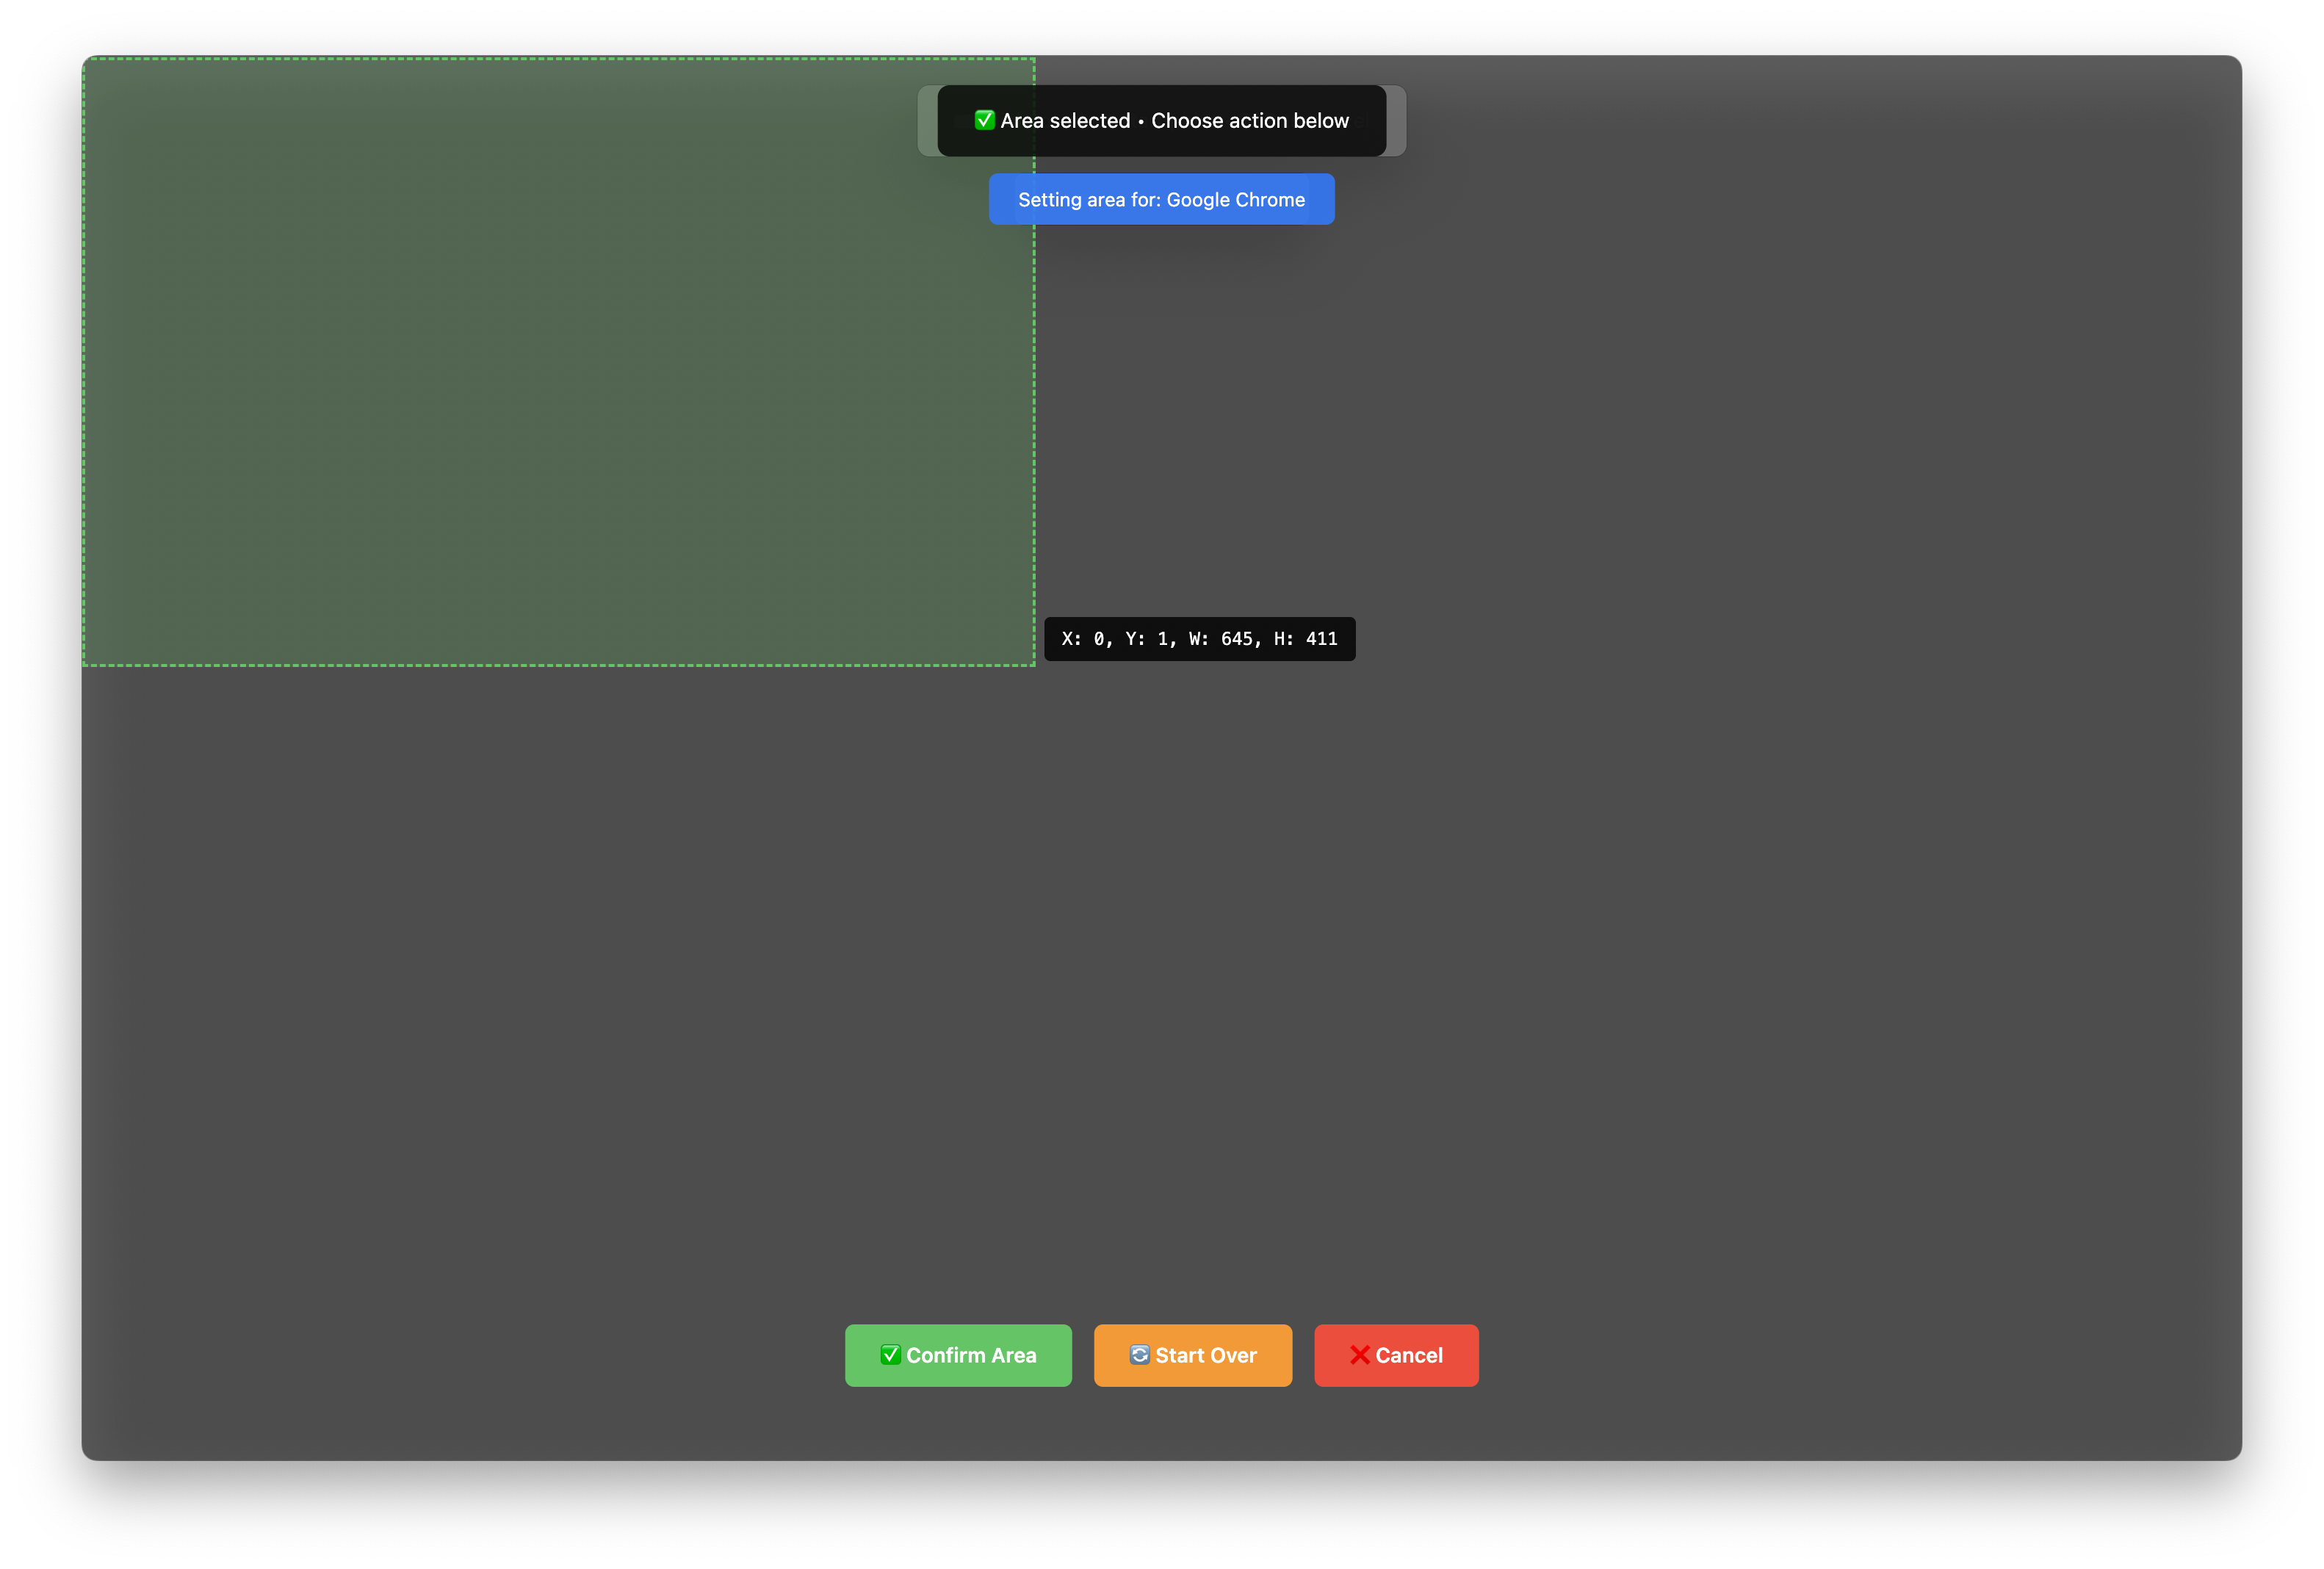 ✅ Area selected • Choose action below
Setting area for: Google Chrome
X: 0, Y: 1, W: 645, H: 411
✅ Confirm Area
🔄 Start Over
❌ Cancel